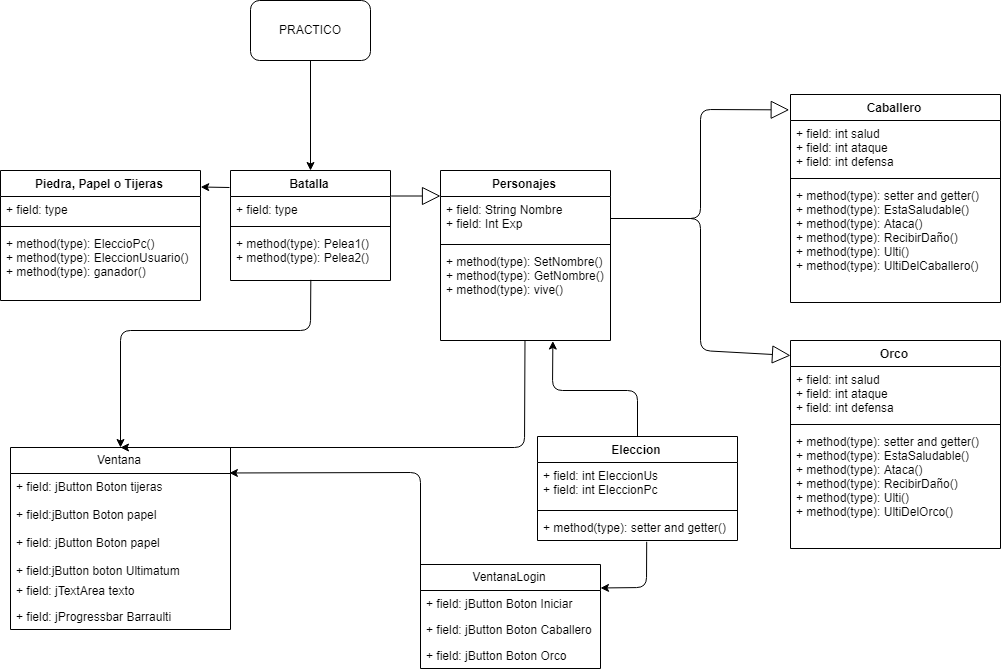 PRACTICO
Piedra, Papel o Tijeras
+ field: type
+ method(type): EleccioPc()
+ method(type): EleccionUsuario()
+ method(type): ganador()
Batalla
+ field: type
+ method(type): Pelea1()
+ method(type): Pelea2()
Personajes
+ field: String Nombre
+ field: Int Exp
+ method(type): SetNombre()
+ method(type): GetNombre()
+ method(type): vive()
Caballero
+ field: int salud
+ field: int ataque
+ field: int defensa
+ method(type): setter and getter()
+ method(type): EstaSaludable()
+ method(type): Ataca()
+ method(type): RecibirDaño()
+ method(type): Ulti()
+ method(type): UltiDelCaballero()
Orco
+ field: int salud
+ field: int ataque
+ field: int defensa
+ method(type): setter and getter()
+ method(type): EstaSaludable()
+ method(type): Ataca()
+ method(type): RecibirDaño()
+ method(type): Ulti()
+ method(type): UltiDelOrco()
Ventana
+ field: jButton Boton tijeras
+ field:jButton Boton papel
+ field: jButton Boton papel
+ field:jButton boton Ultimatum
+ field: jTextArea texto
+ field: jProgressbar Barraulti
Eleccion
+ field: int EleccionUs
+ field: int EleccionPc
+ method(type): setter and getter()
VentanaLogin
+ field: jButton Boton Iniciar
+ field: jButton Boton Caballero
+ field: jButton Boton Orco